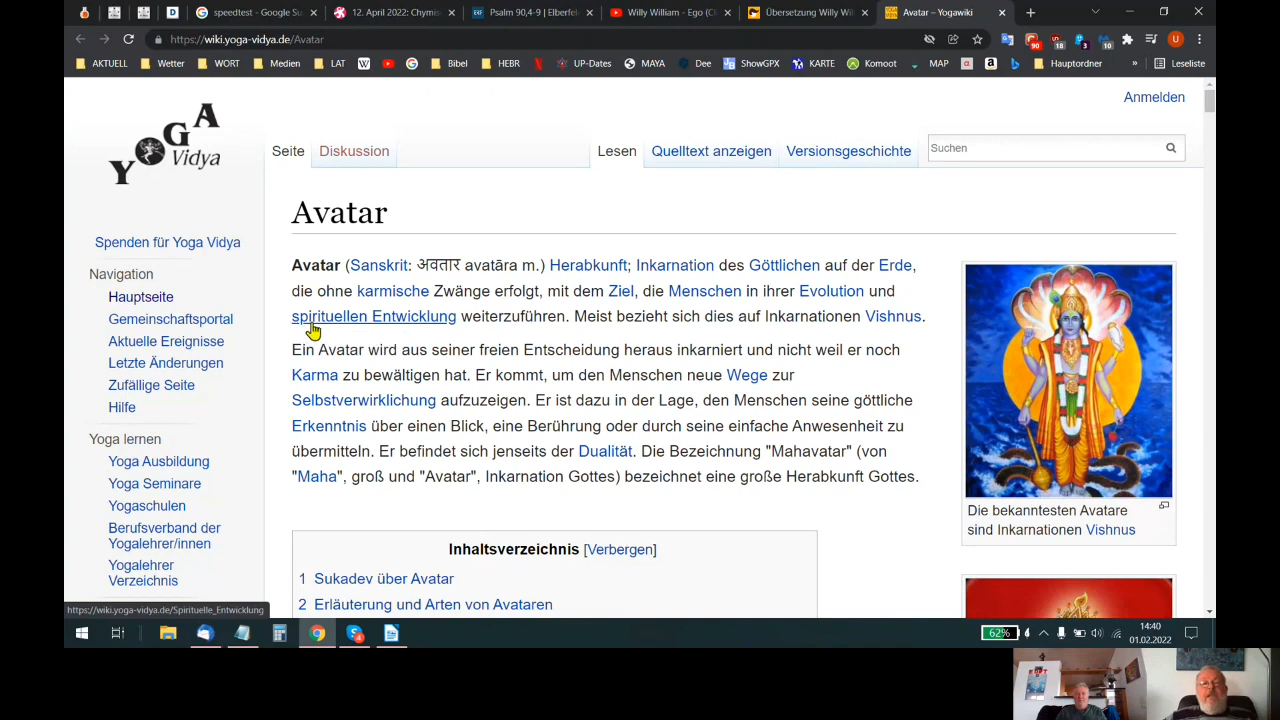 speedtest - Google Su
12. April 2022: Chymis
Psalm 90,4-9 | Elberfel
Willy William - Ego (Cl
Übersetzung Willy Will
Avatar – Yogawiki
https://wiki.yoga-vidya.de/Avatar
AKTUELL
Wetter
WORT
Medien
LAT
Bibel
HEBR
UP-Dates
MAYA
Dee
ShowGPX
KARTE
Komoot
MAP
Hauptordner
»
Leseliste
YOGA
Vidya
Anmelden
Seite
Diskussion
Lesen
Quelltext anzeigen
Versionsgeschichte
Suchen
Spenden für Yoga Vidya
Navigation
Hauptseite
Gemeinschaftsportal
Aktuelle Ereignisse
Letzte Änderungen
Zufällige Seite
Hilfe
Yoga lernen
Yoga Ausbildung
Yoga Seminare
Yogaschulen
Berufsverband der
Yogalehrer/innen
Yogalehrer
Verzeichnis
Avatar
Avatar (Sanskrit: अवतार avatāra m.) Herabkunft; Inkarnation des Göttlichen auf der Erde,
die ohne karmische Zwänge erfolgt, mit dem Ziel, die Menschen in ihrer Evolution und
spirituellen Entwicklung weiterzuführen. Meist bezieht sich dies auf Inkarnationen Vishnus.
Ein Avatar wird aus seiner freien Entscheidung heraus inkarniert und nicht weil er noch
Karma zu bewältigen hat. Er kommt, um den Menschen neue Wege zur
Selbstverwirklichung aufzuzeigen. Er ist dazu in der Lage, den Menschen seine göttliche
Erkenntnis über einen Blick, eine Berührung oder durch seine einfache Anwesenheit zu
übermitteln. Er befindet sich jenseits der Dualität. Die Bezeichnung "Mahavatar" (von
"Maha", groß und "Avatar", Inkarnation Gottes) bezeichnet eine große Herabkunft Gottes.
Inhaltsverzeichnis [Verbergen]
1 Sukadev über Avatar
2 Erläuterung und Arten von Avataren
Die bekanntesten Avatare
sind Inkarnationen Vishnus
https://wiki.yoga-vidya.de/Spirituelle_Entwicklung
62%
14:40
01.02.2022